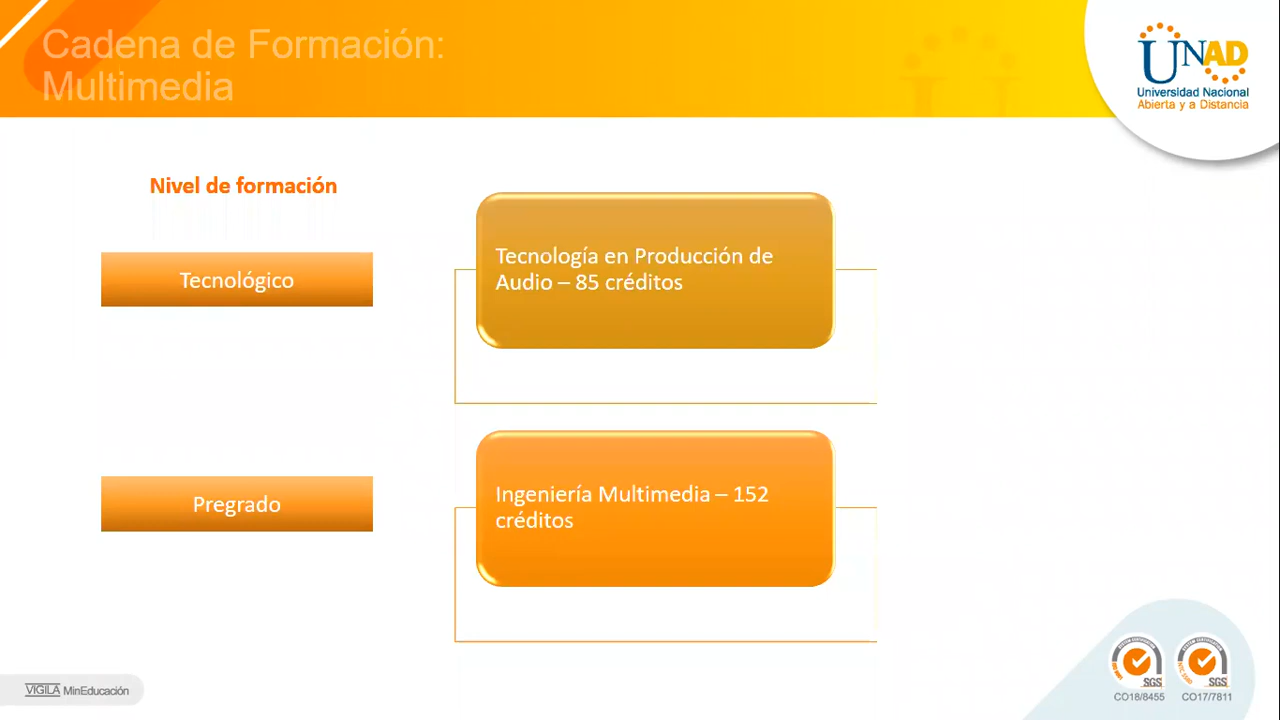 Cadena de Formación:
Multimedia
UNAD
Universidad Nacional
Abierta y a Distancia
Nivel de formación
Tecnológico
Tecnología en Producción de
Audio – 85 créditos
Pregrado
Ingeniería Multimedia – 152
créditos
VIGILA MinEducación
SGS
SGS
CO18/8455
CO17/7811